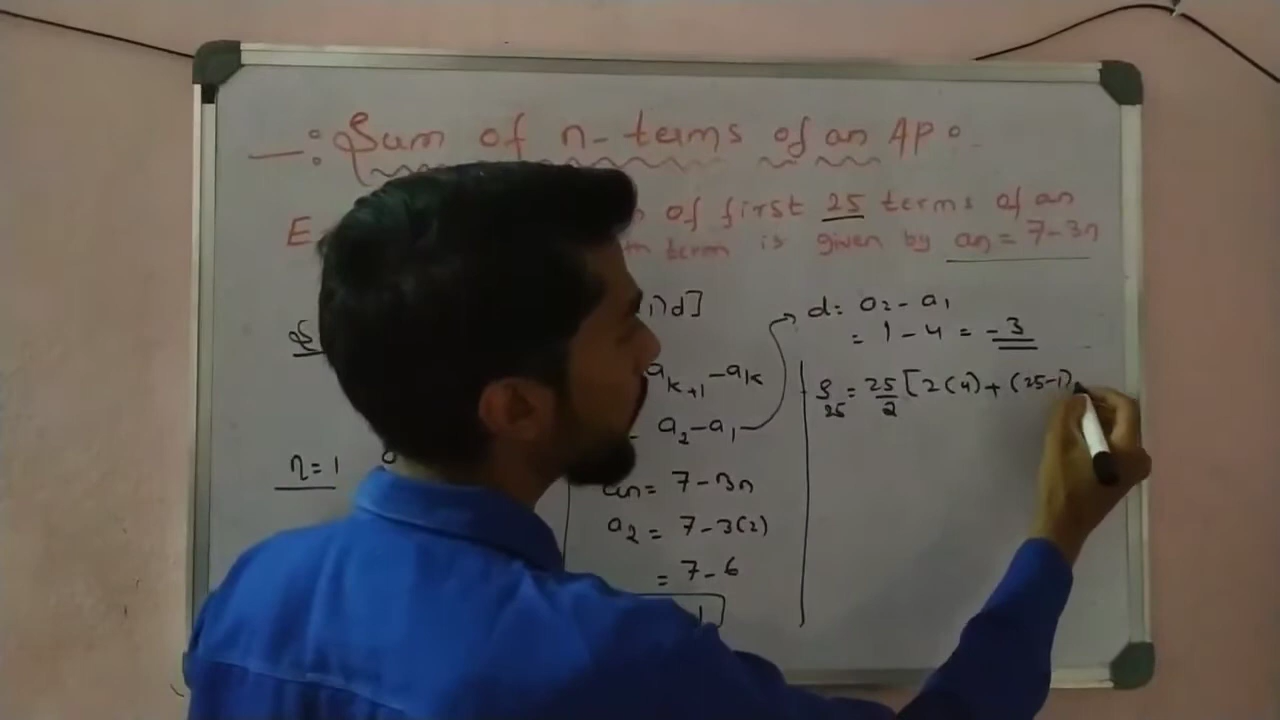 —: Sum of n-terms of an AP :
of first 25 terms of an
term is given by an = 7-3n
1)d]
a k+1 - ak
a2 - a1
n = 1
an = 7 - 3n
a2 = 7 - 3(2)
= 7 - 6
1
d = a2 - a1
= 1 - 4 = -3
S25 = 25/2 [2(4) + (25-1)